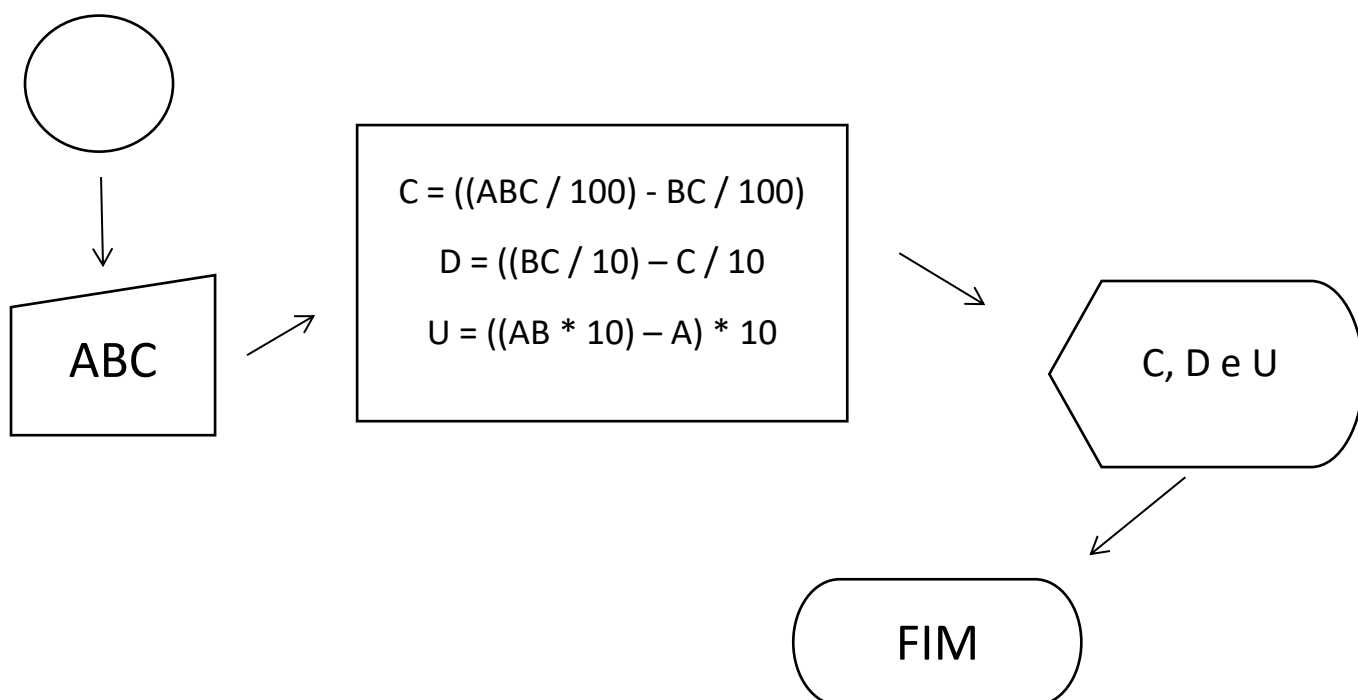 ABC
C = ((ABC / 100) - BC / 100)
D = ((BC / 10) – C / 10
U = ((AB * 10) – A) * 10
C, D e U
FIM